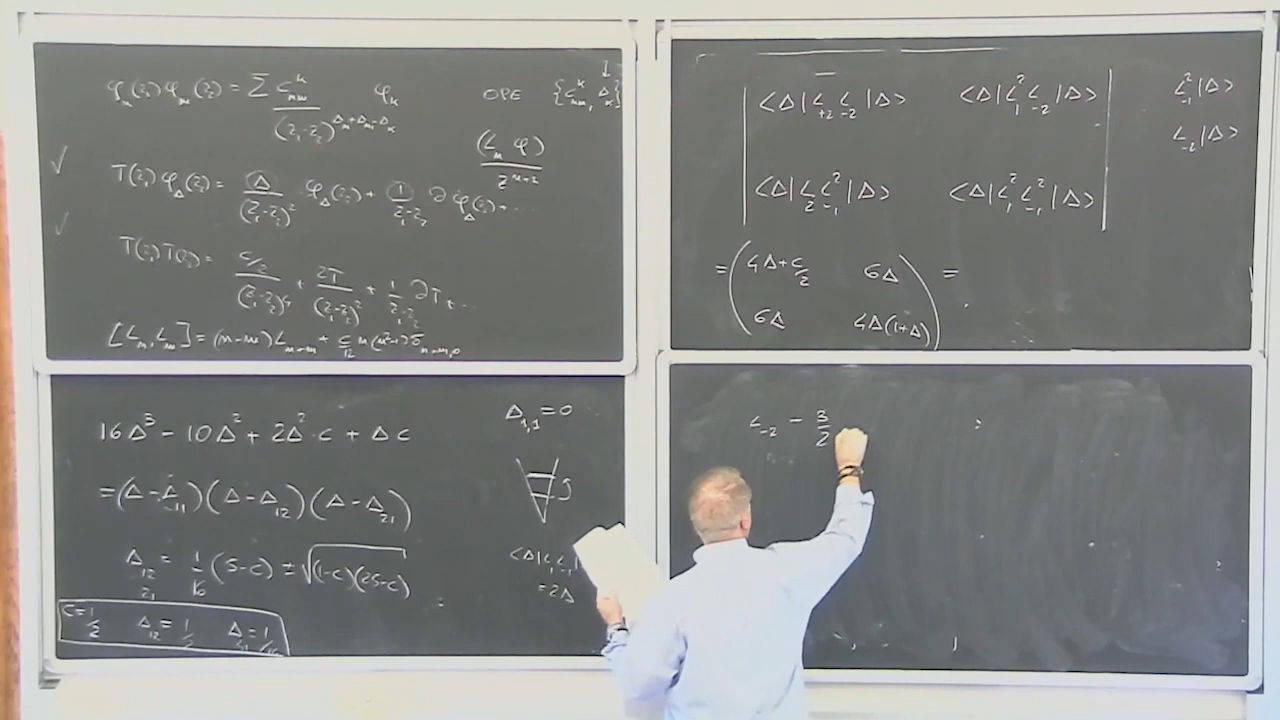 φ_n(z_1) φ_m(z_2) = Σ C_{nm}^k / (z_1-z_2)^{Δ_n+Δ_m-Δ_k} φ_k
OPE {C_{nm}^k, Δ_k}
↓
(L_n φ) / z^{n+2}
✓ T(z_1) φ_Δ(z_2) = Δ / (z_1-z_2)^2 φ_Δ(z_2) + 1 / (z_1-z_2) ∂φ_Δ(z_2) + ...
✓ T(z_1) T(z_2) = c/2 / (z_1-z_2)^4 + 2T / (z_1-z_2)^2 + 1 / (z_1-z_2) ∂T + ...
[L_n, L_m] = (n-m) L_{n+m} + c/12 n(n^2-1) δ_{n+m,0}
16Δ^3 - 10Δ^2 + 2Δ^2 · c + Δc
= (Δ-Δ_{11})(Δ-Δ_{12})(Δ-Δ_{21})
Δ_{12 21} = 1/16 (5-c) ± √(1-c)(25-c)
c=1/2 Δ_{12}=1/2 Δ_{21}=1/16
Δ_{1,1} = 0
<Δ|L_1 L_{-1}|
= 2Δ
<Δ|L_{+2} L_{-2}|Δ> <Δ|L_1^2 L_{-2}|Δ>
<Δ|L_2 L_{-1}^2|Δ> <Δ|L_1^2 L_{-1}^2|Δ>
L_{-1}^2|Δ>
L_{-2}|Δ>
= ( 4Δ+c/2 6Δ
6Δ 4Δ(1+Δ) ) =
L_{-2} - 3/2